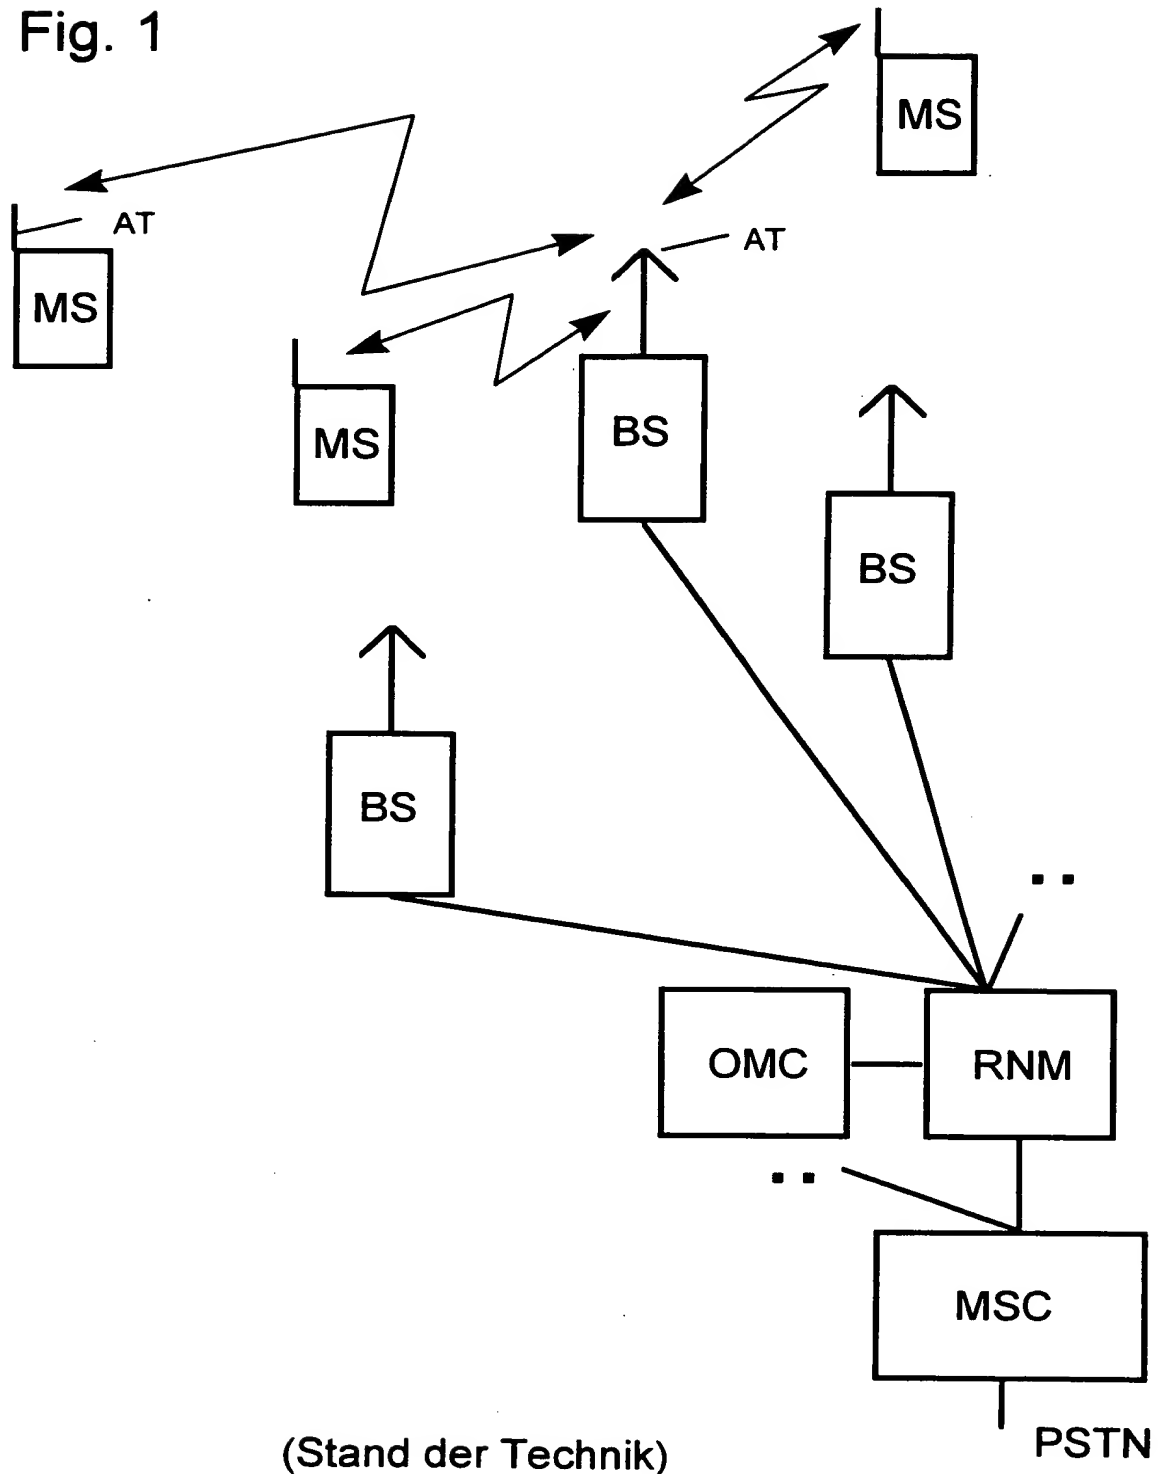 Fig. 1
MS
AT
AT
MS
MS
BS
BS
BS
OMC
RNM
MSC
PSTN
(Stand der Technik)